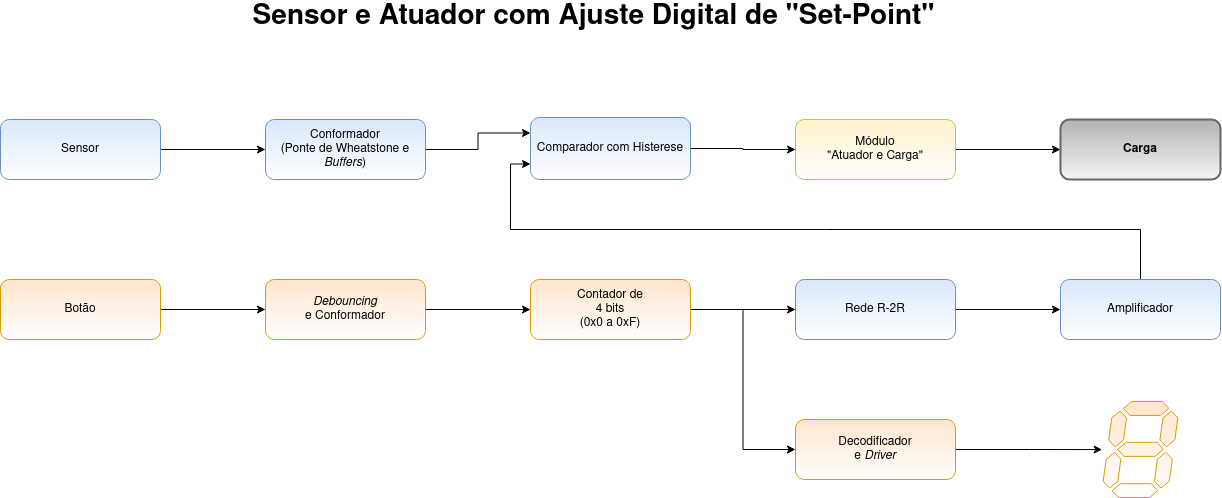 Sensor e Atuador com Ajuste Digital de "Set-Point"
Sensor
Conformador
(Ponte de Wheatstone e
Buffers)
Comparador com Histerese
Módulo
"Atuador e Carga"
Carga
Botão
Debouncing
e Conformador
Contador de
4 bits
(0x0 a 0xF)
Rede R-2R
Amplificador
Decodificador
e Driver